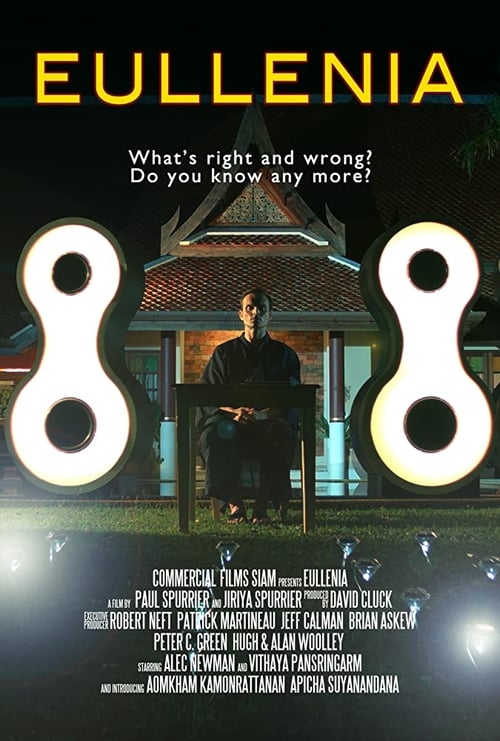 EULLENIA
What's right and wrong?
Do you know any more?
COMMERCIAL FILMS SIAM PRESENTS EULLENIA
A FILM BY PAUL SPURRIER AND JIRIYA SPURRIER PRODUCED BY DAVID CLUCK
EXECUTIVE PRODUCER ROBERT NEFT PATRICK MARTINEAU JEFF CALMAN BRIAN ASKEW
PETER C. GREEN HUGH & ALAN WOOLLEY
STARRING ALEC NEWMAN AND VITHAYA PANSRINGARM
AND INTRODUCING AOMKHAM KAMONRATTANAN APICHA SUYANANDANA